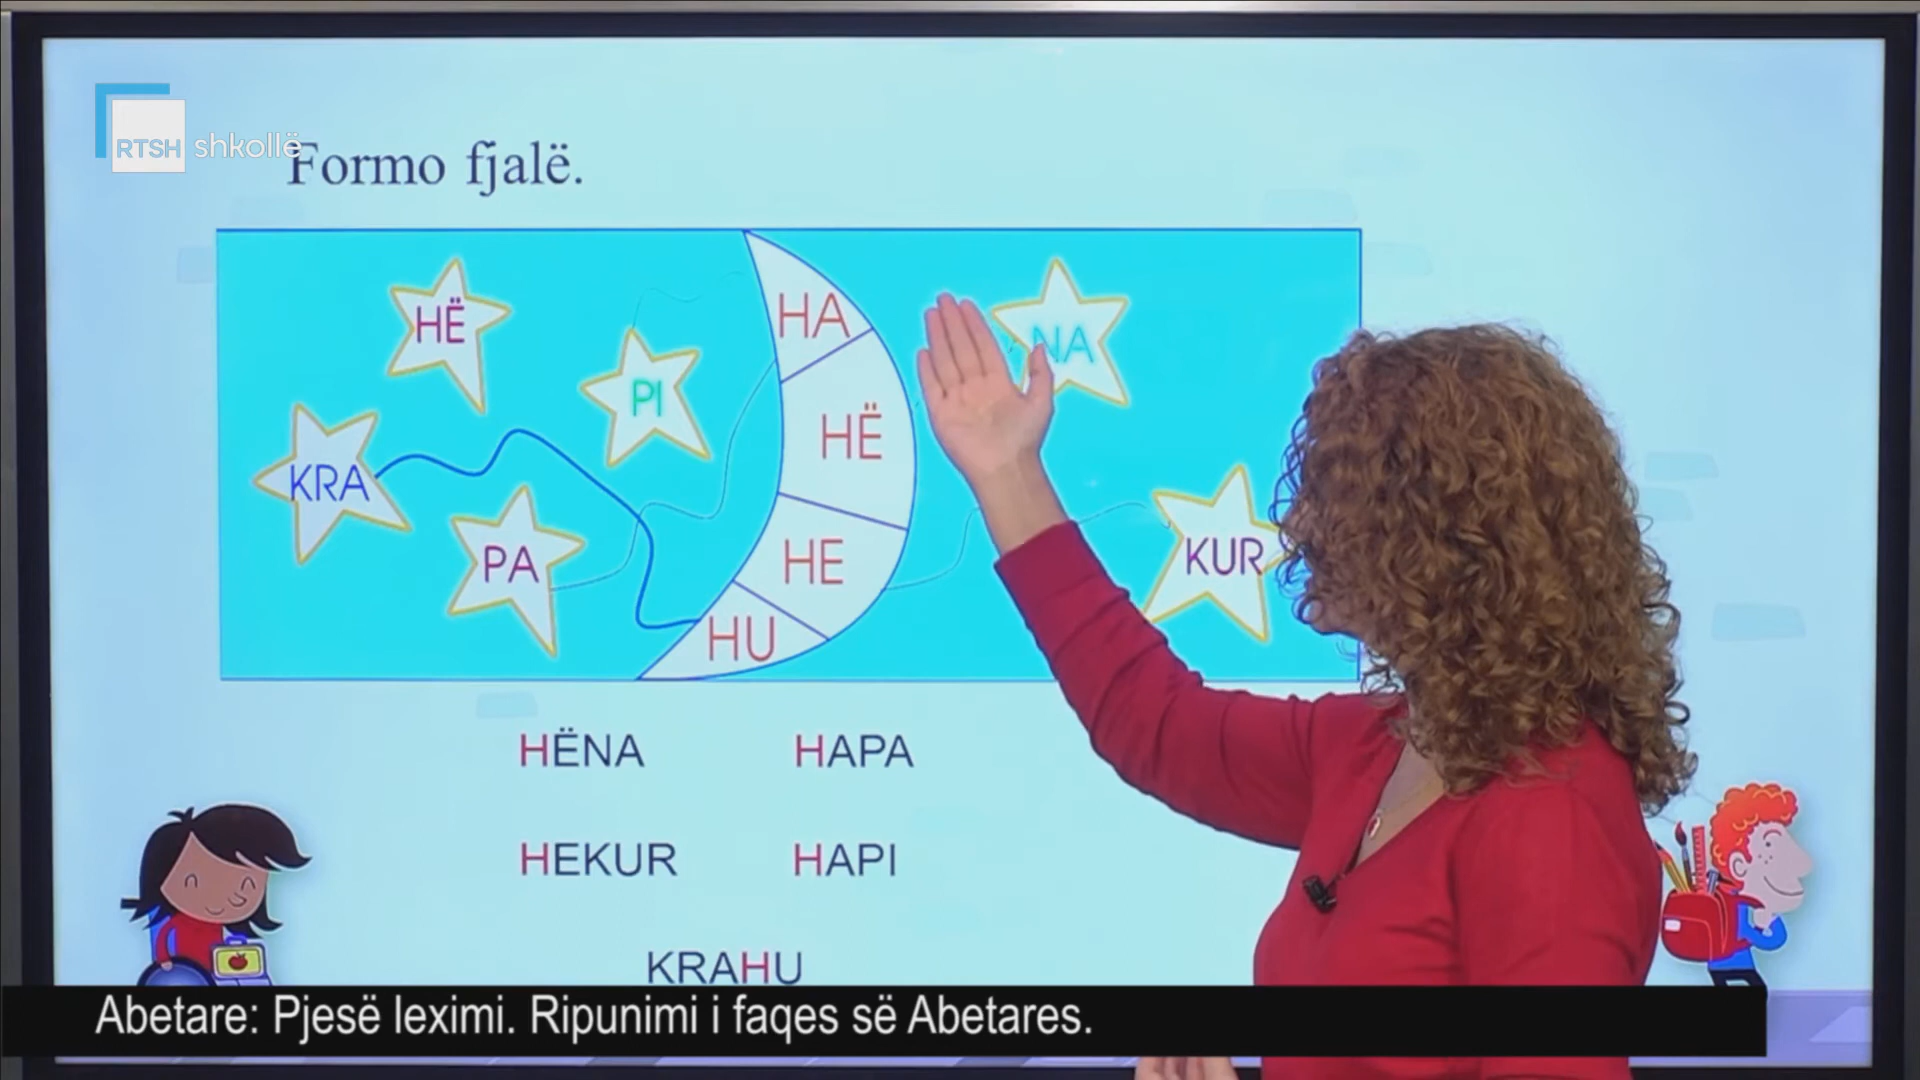 RTSH shkollë
Formo fjalë.
HA
HË
NA
PI
HË
KRA
PA
HE
KUR
HU
HËNA HAPA
HEKUR HAPI
KRAHU
Abetare: Pjesë leximi. Ripunimi i faqes së Abetares.